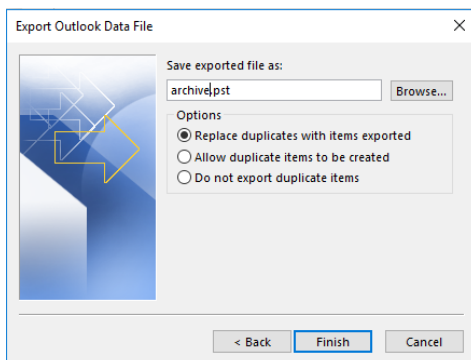 Export Outlook Data File
Save exported file as:
archive.pst
Browse...
Options
Replace duplicates with items exported
Allow duplicate items to be created
Do not export duplicate items
< Back
Finish
Cancel